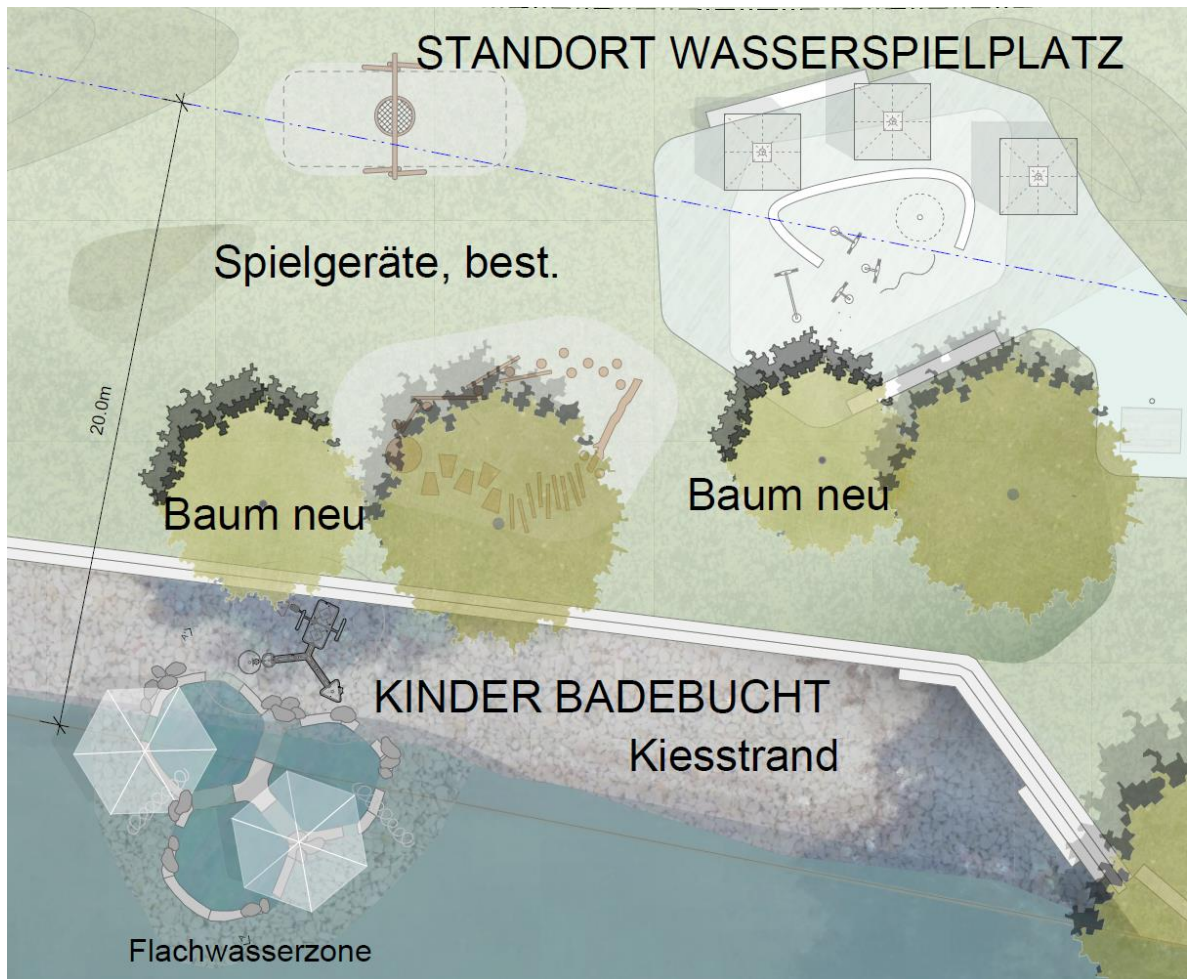 STANDORT WASSERSPIELPLATZ
Spielgeräte, best.
20.0m
Baum neu
Baum neu
KINDER BADEBUCHT
Kiesstrand
Flachwasserzone